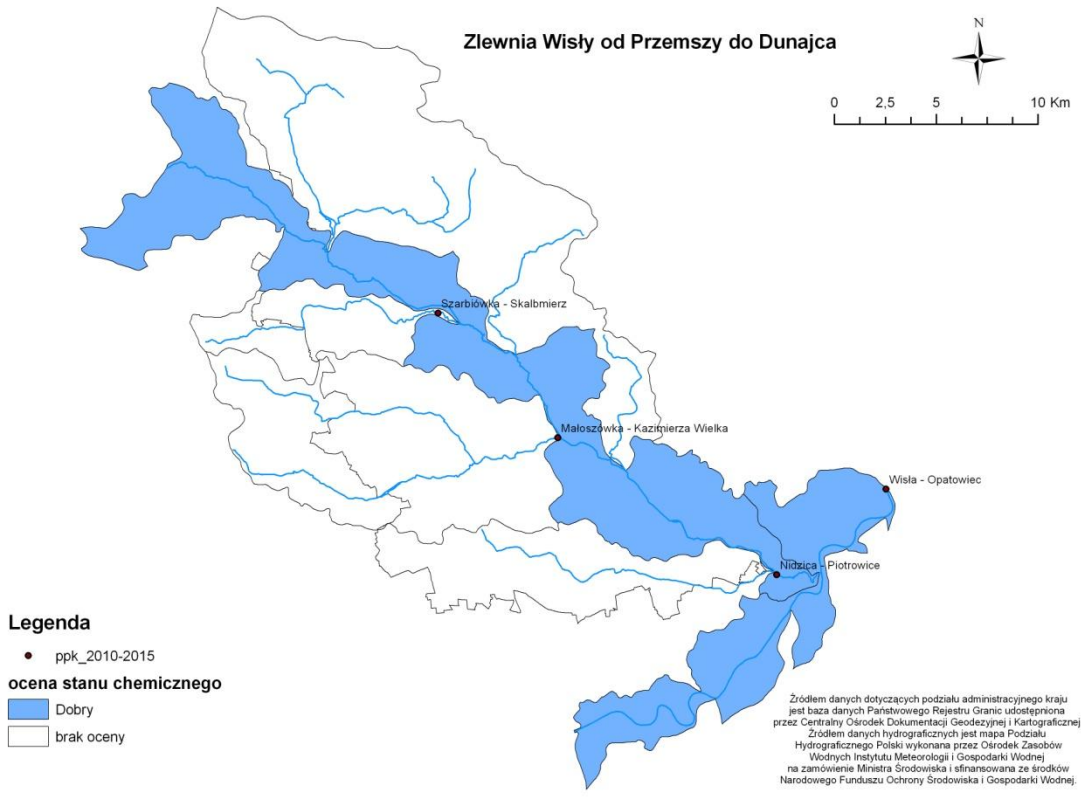 Zlewnia Wisły od Przemszy do Dunajca
N
0 2,5 5 10 Km
Szarbiówka - Skalbmierz
Małoszówka - Kazimierza Wielka
Wisła - Opatowiec
Nidzica - Piotrowice
Legenda
ppk_2010-2015
ocena stanu chemicznego
Dobry
brak oceny
Źródłem danych dotyczących podziału administracyjnego kraju
jest baza danych Państwowego Rejestru Granic udostępniona
przez Centralny Ośrodek Dokumentacji Geodezyjnej i Kartograficznej
Źródłem danych hydrograficznych jest mapa Podziału
Hydrograficznego Polski wykonana przez Ośrodek Zasobów
Wodnych Instytutu Meteorologii i Gospodarki Wodnej
na zamówienie Ministra Środowiska i sfinansowana ze środków
Narodowego Funduszu Ochrony Środowiska i Gospodarki Wodnej.